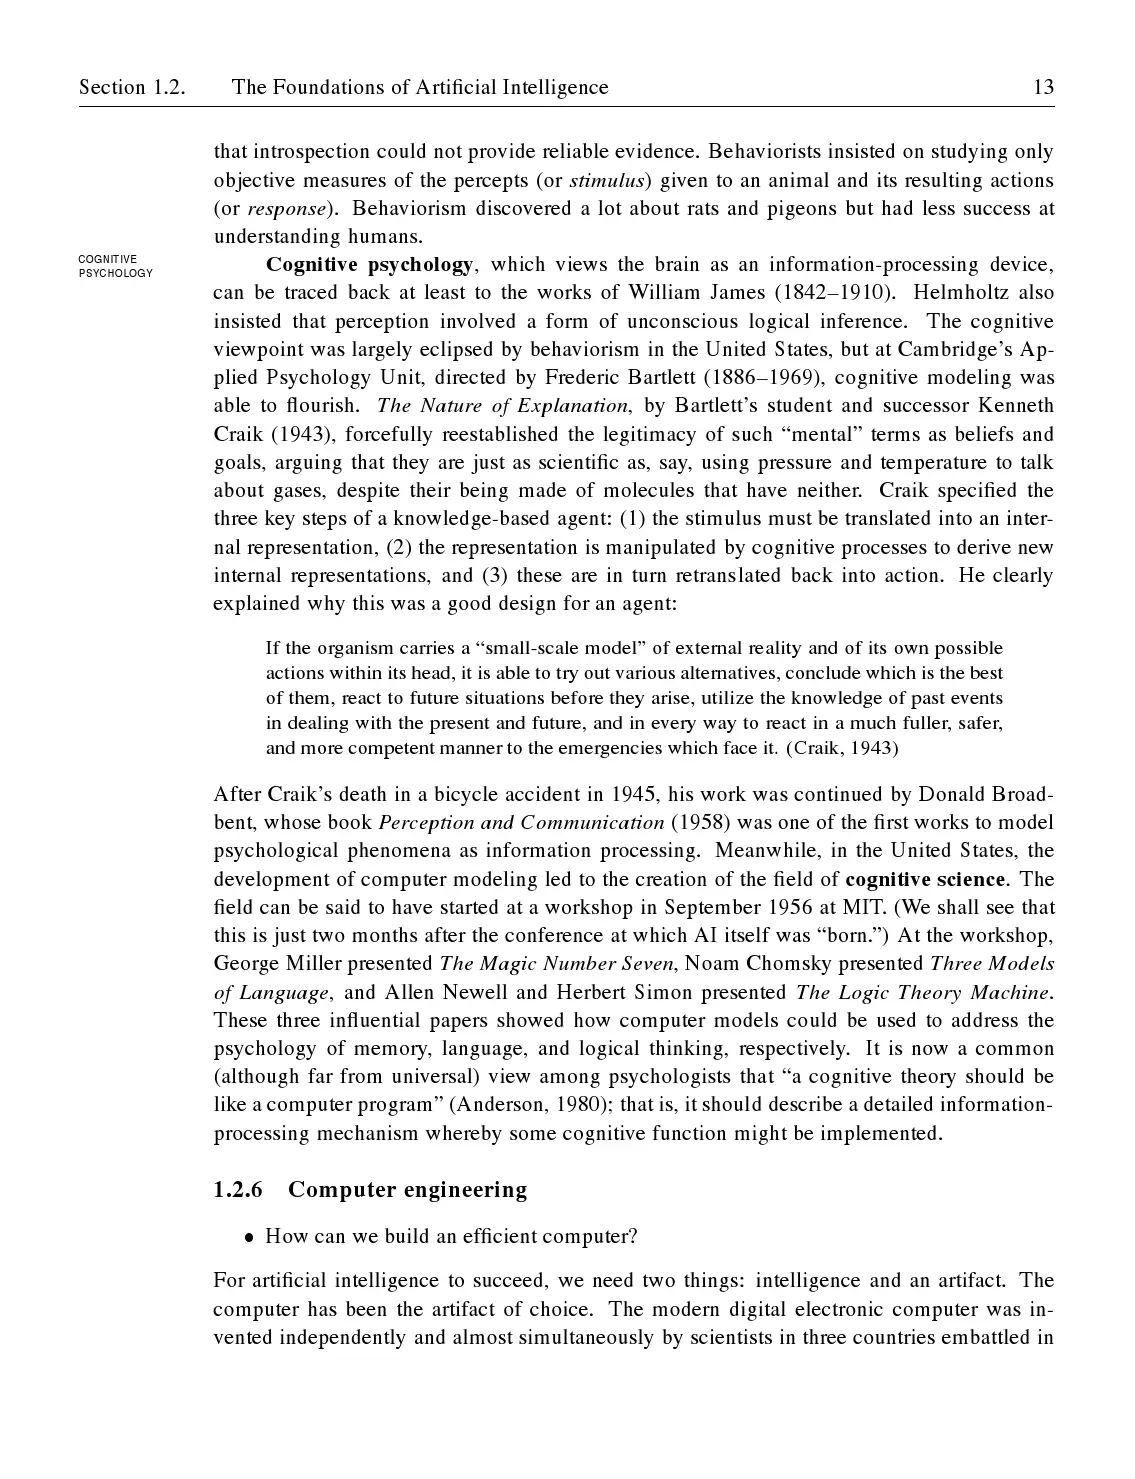 Section 1.2. The Foundations of Artificial Intelligence 13
that introspection could not provide reliable evidence. Behaviorists insisted on studying only
objective measures of the percepts (or stimulus) given to an animal and its resulting actions
(or response). Behaviorism discovered a lot about rats and pigeons but had less success at
understanding humans.
COGNITIVE
PSYCHOLOGY
Cognitive psychology, which views the brain as an information-processing device,
can be traced back at least to the works of William James (1842–1910). Helmholtz also
insisted that perception involved a form of unconscious logical inference. The cognitive
viewpoint was largely eclipsed by behaviorism in the United States, but at Cambridge's Ap-
plied Psychology Unit, directed by Frederic Bartlett (1886–1969), cognitive modeling was
able to flourish. The Nature of Explanation, by Bartlett's student and successor Kenneth
Craik (1943), forcefully reestablished the legitimacy of such “mental” terms as beliefs and
goals, arguing that they are just as scientific as, say, using pressure and temperature to talk
about gases, despite their being made of molecules that have neither. Craik specified the
three key steps of a knowledge-based agent: (1) the stimulus must be translated into an inter-
nal representation, (2) the representation is manipulated by cognitive processes to derive new
internal representations, and (3) these are in turn retranslated back into action. He clearly
explained why this was a good design for an agent:
If the organism carries a “small-scale model” of external reality and of its own possible
actions within its head, it is able to try out various alternatives, conclude which is the best
of them, react to future situations before they arise, utilize the knowledge of past events
in dealing with the present and future, and in every way to react in a much fuller, safer,
and more competent manner to the emergencies which face it. (Craik, 1943)
After Craik's death in a bicycle accident in 1945, his work was continued by Donald Broad-
bent, whose book Perception and Communication (1958) was one of the first works to model
psychological phenomena as information processing. Meanwhile, in the United States, the
development of computer modeling led to the creation of the field of cognitive science. The
field can be said to have started at a workshop in September 1956 at MIT. (We shall see that
this is just two months after the conference at which AI itself was “born.”) At the workshop,
George Miller presented The Magic Number Seven, Noam Chomsky presented Three Models
of Language, and Allen Newell and Herbert Simon presented The Logic Theory Machine.
These three influential papers showed how computer models could be used to address the
psychology of memory, language, and logical thinking, respectively. It is now a common
(although far from universal) view among psychologists that “a cognitive theory should be
like a computer program” (Anderson, 1980); that is, it should describe a detailed information-
processing mechanism whereby some cognitive function might be implemented.
1.2.6 Computer engineering
• How can we build an efficient computer?
For artificial intelligence to succeed, we need two things: intelligence and an artifact. The
computer has been the artifact of choice. The modern digital electronic computer was in-
vented independently and almost simultaneously by scientists in three countries embattled in